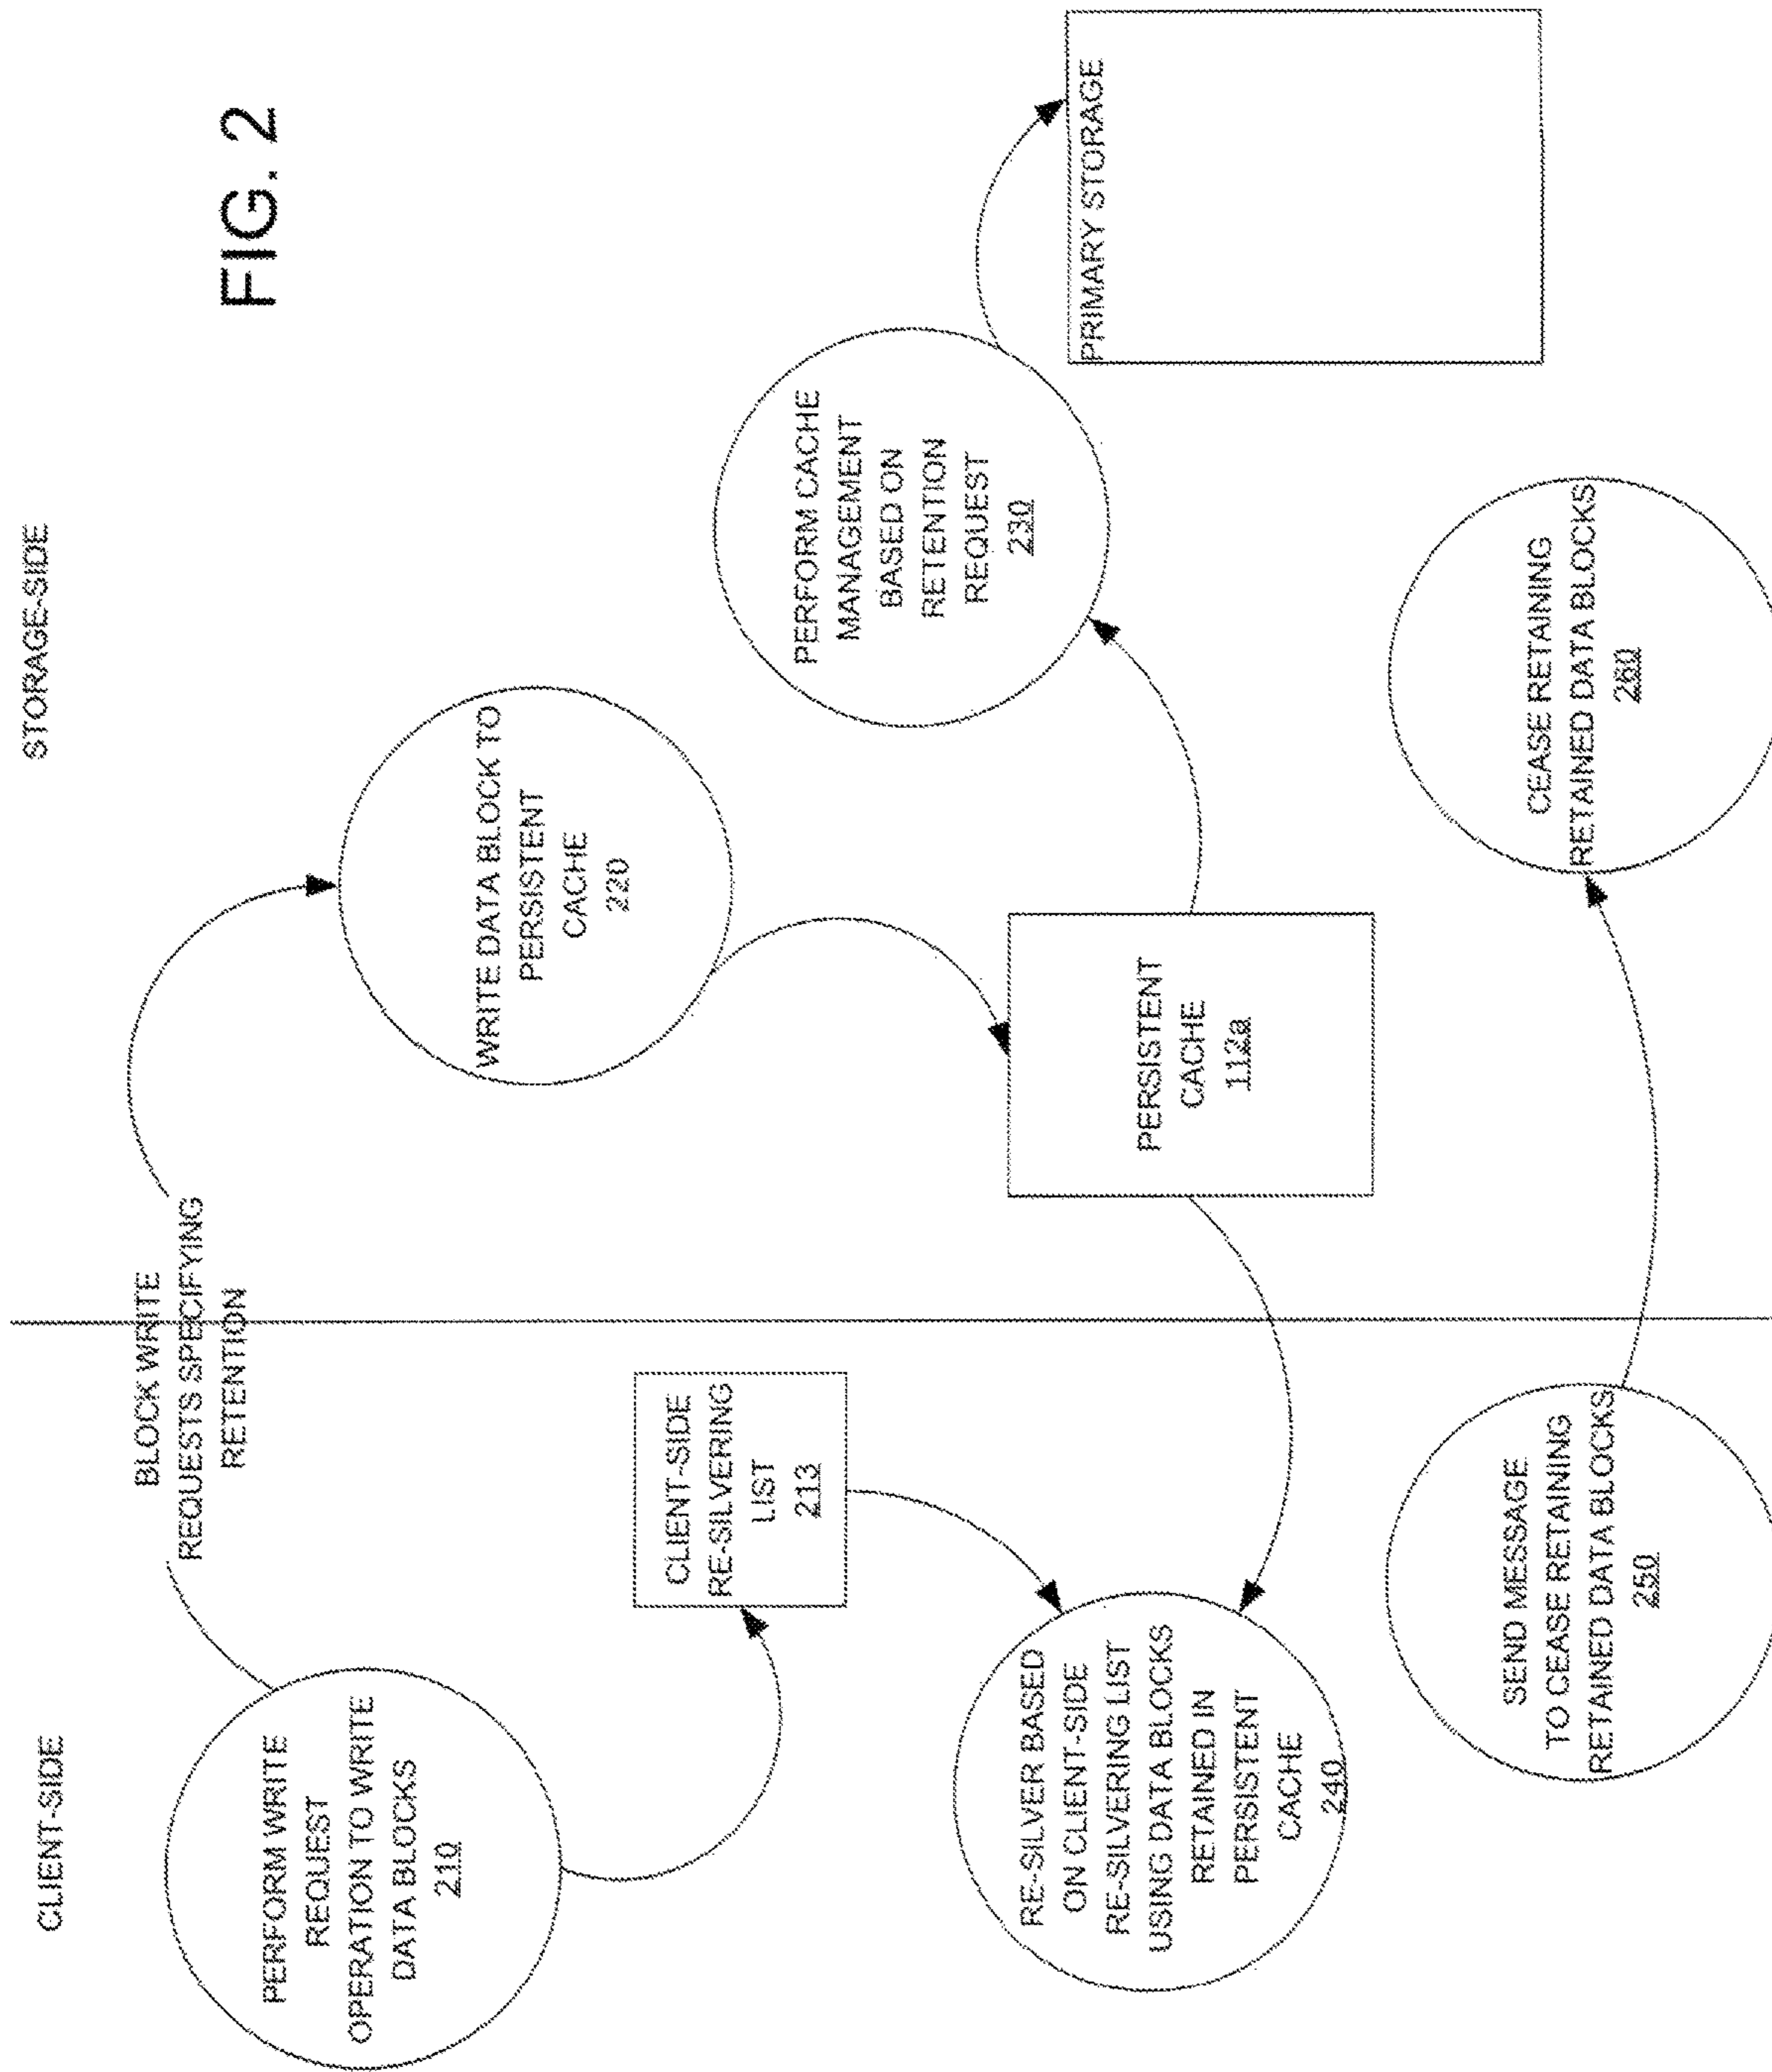 FIG. 2
CLIENT-SIDE
STORAGE-SIDE
BLOCK WRITE
REQUESTS SPECIFYING
RETENTION
PERFORM WRITE
REQUEST
OPERATION TO WRITE
DATA BLOCKS
210
WRITE DATA BLOCK TO
PERSISTENT
CACHE
220
CLIENT-SIDE
RE-SILVERING
LIST
213
PERFORM CACHE
MANAGEMENT
BASED ON
RETENTION
REQUEST
230
RE-SILVER BASED
ON CLIENT-SIDE
RE-SILVERING LIST
USING DATA BLOCKS
RETAINED IN
PERSISTENT
CACHE
240
PERSISTENT
CACHE
112a
PRIMARY STORAGE
SEND MESSAGE
TO CEASE RETAINING
RETAINED DATA BLOCKS
250
CEASE RETAINING
RETAINED DATA BLOCKS
260